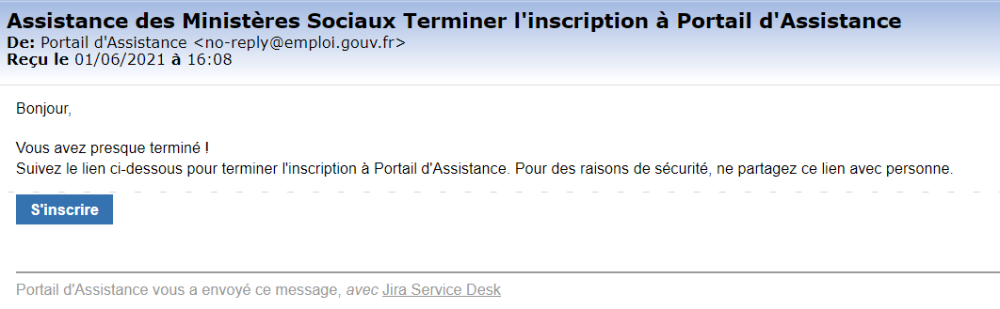 Assistance des Ministères Sociaux Terminer l'inscription à Portail d'Assistance
De: Portail d'Assistance <no-reply@emploi.gouv.fr>
Reçu le 01/06/2021 à 16:08
Bonjour,
Vous avez presque terminé !
Suivez le lien ci-dessous pour terminer l'inscription à Portail d'Assistance. Pour des raisons de sécurité, ne partagez ce lien avec personne.
S'inscrire
Portail d'Assistance vous a envoyé ce message, avec Jira Service Desk